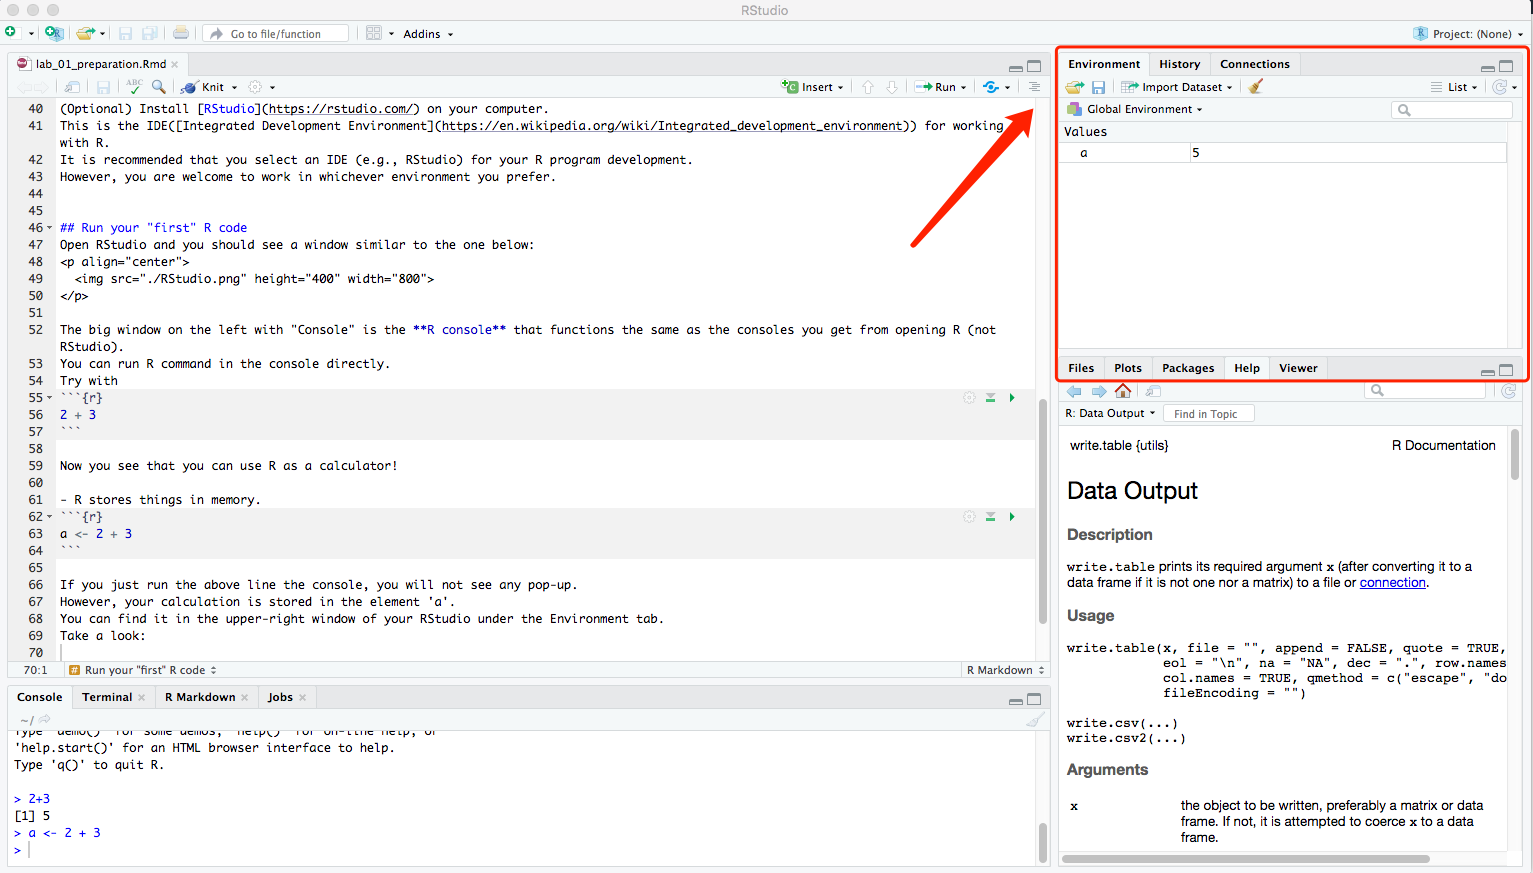 RStudio
Go to file/function
Addins
Project: (None)
lab_01_preparation.Rmd
ABC
Knit
Insert
Run
40 (Optional) Install [RStudio](https://rstudio.com/) on your computer.
41 This is the IDE([Integrated Development Environment](https://en.wikipedia.org/wiki/Integrated_development_environment)) for working
with R.
42 It is recommended that you select an IDE (e.g., RStudio) for your R program development.
43 However, you are welcome to work in whichever environment you prefer.
44
45
46 ## Run your "first" R code
47 Open RStudio and you should see a window similar to the one below:
48 <p align="center">
49   <img src="./RStudio.png" height="400" width="800">
50 </p>
51
52 The big window on the left with "Console" is the **R console** that functions the same as the consoles you get from opening R (not
RStudio).
53 You can run R command in the console directly.
54 Try with
55 ```{r}
56 2 + 3
57 ```
58
59 Now you see that you can use R as a calculator!
60
61 - R stores things in memory.
62 ```{r}
63 a <- 2 + 3
64 ```
65
66 If you just run the above line the console, you will not see any pop-up.
67 However, your calculation is stored in the element 'a'.
68 You can find it in the upper-right window of your RStudio under the Environment tab.
69 Take a look:
70
70:1 # Run your "first" R code
R Markdown
Console Terminal R Markdown Jobs
~/
Type 'demo()' for some demos, 'help()' for on-line help, or
'help.start()' for an HTML browser interface to help.
Type 'q()' to quit R.
> 2+3
[1] 5
> a <- 2 + 3
>
Environment History Connections
Import Dataset
List
Global Environment
Values
a 5
Files Plots Packages Help Viewer
R: Data Output
Find in Topic
write.table {utils}
R Documentation
Data Output
Description
write.table prints its required argument x (after converting it to a
data frame if it is not one nor a matrix) to a file or connection.
Usage
write.table(x, file = "", append = FALSE, quote = TRUE,
eol = "\n", na = "NA", dec = ".", row.names
col.names = TRUE, qmethod = c("escape", "do
fileEncoding = "")
write.csv(...)
write.csv2(...)
Arguments
x the object to be written, preferably a matrix or data
frame. If not, it is attempted to coerce x to a data
frame.